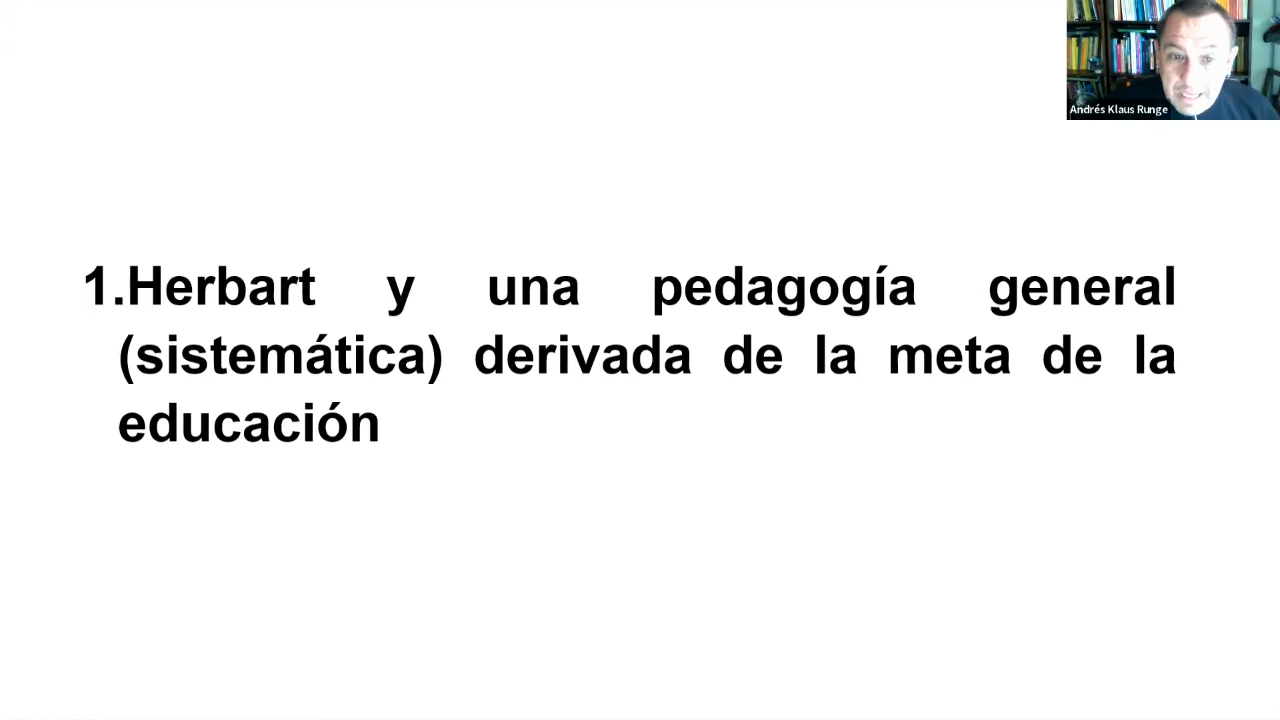 Andrés Klaus Runge
1.Herbart y una pedagogía general
(sistemática) derivada de la meta de la
educación